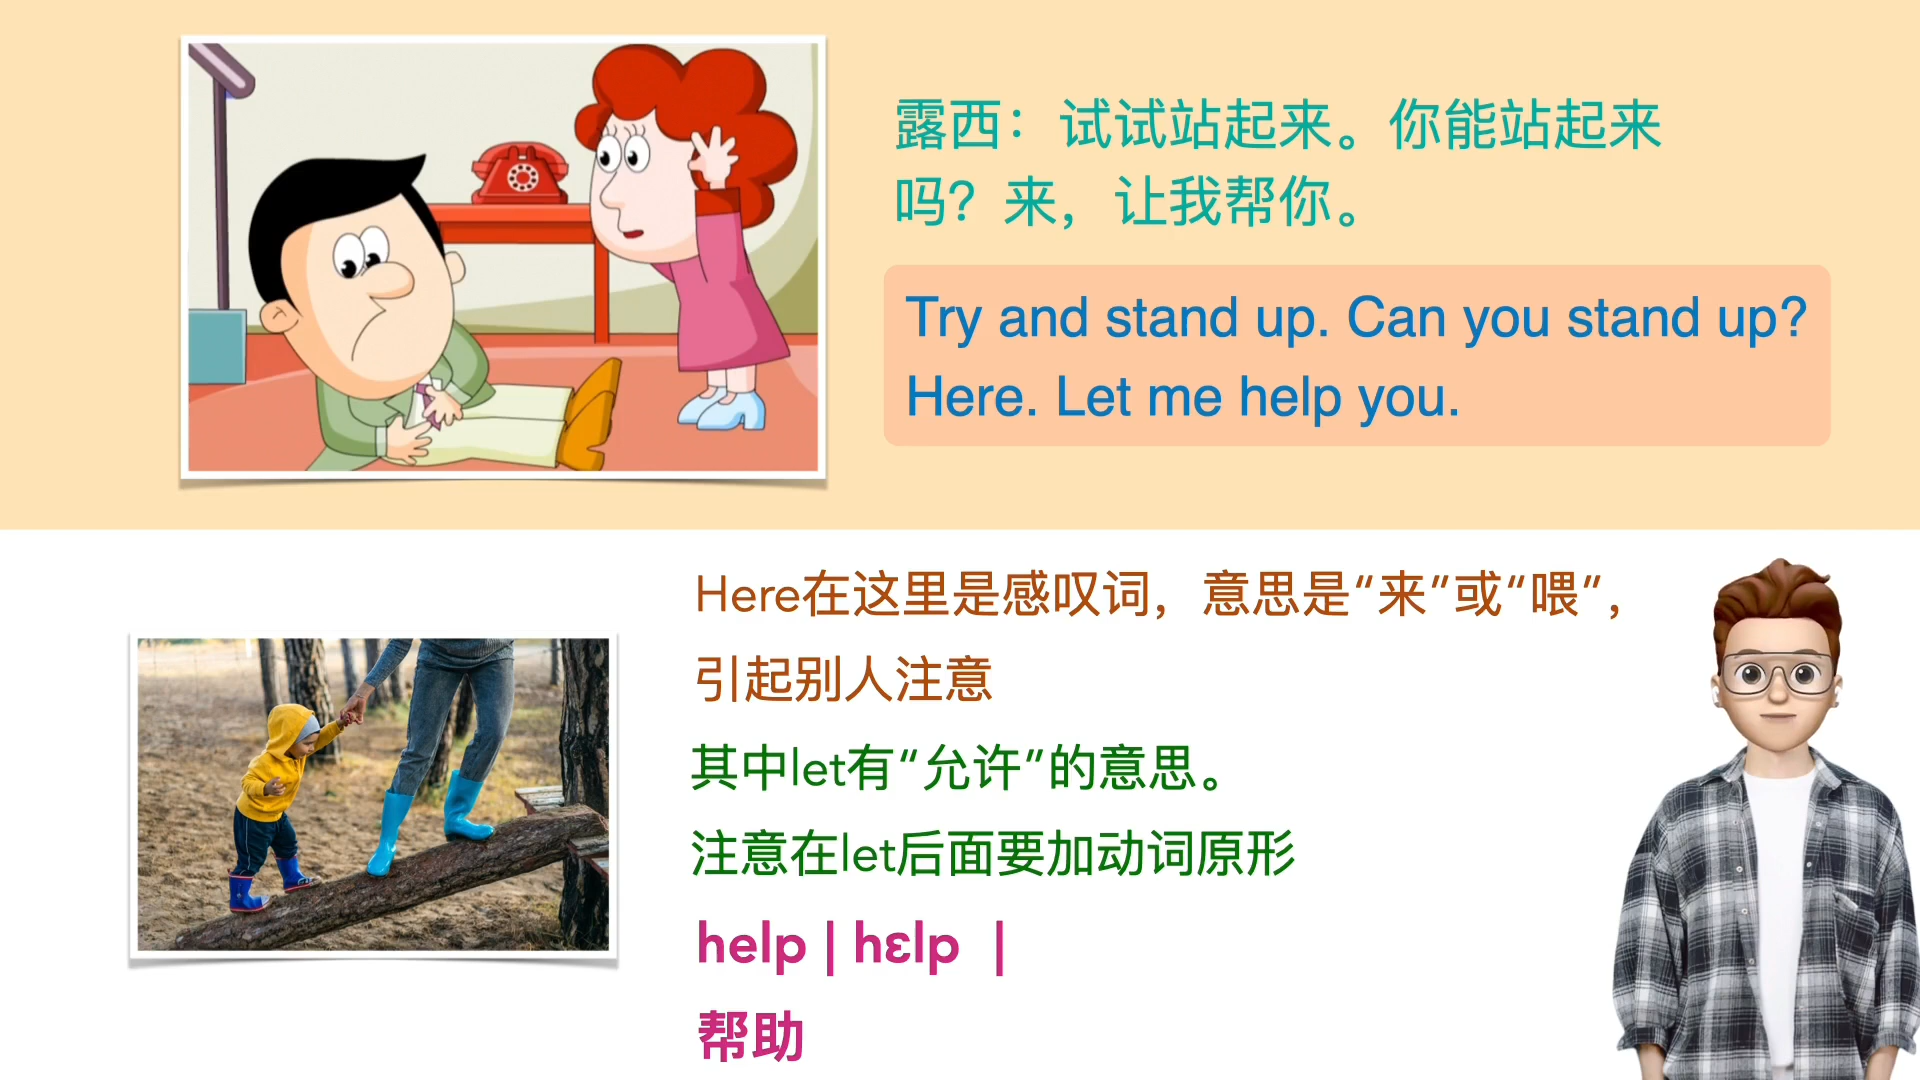 露西：试试站起来。你能站起来
吗？来，让我帮你。
Try and stand up. Can you stand up?
Here. Let me help you.
Here在这里是感叹词，意思是“来”或“喂”，
引起别人注意
其中let有“允许”的意思。
注意在let后面要加动词原形
help | hɛlp |
帮助